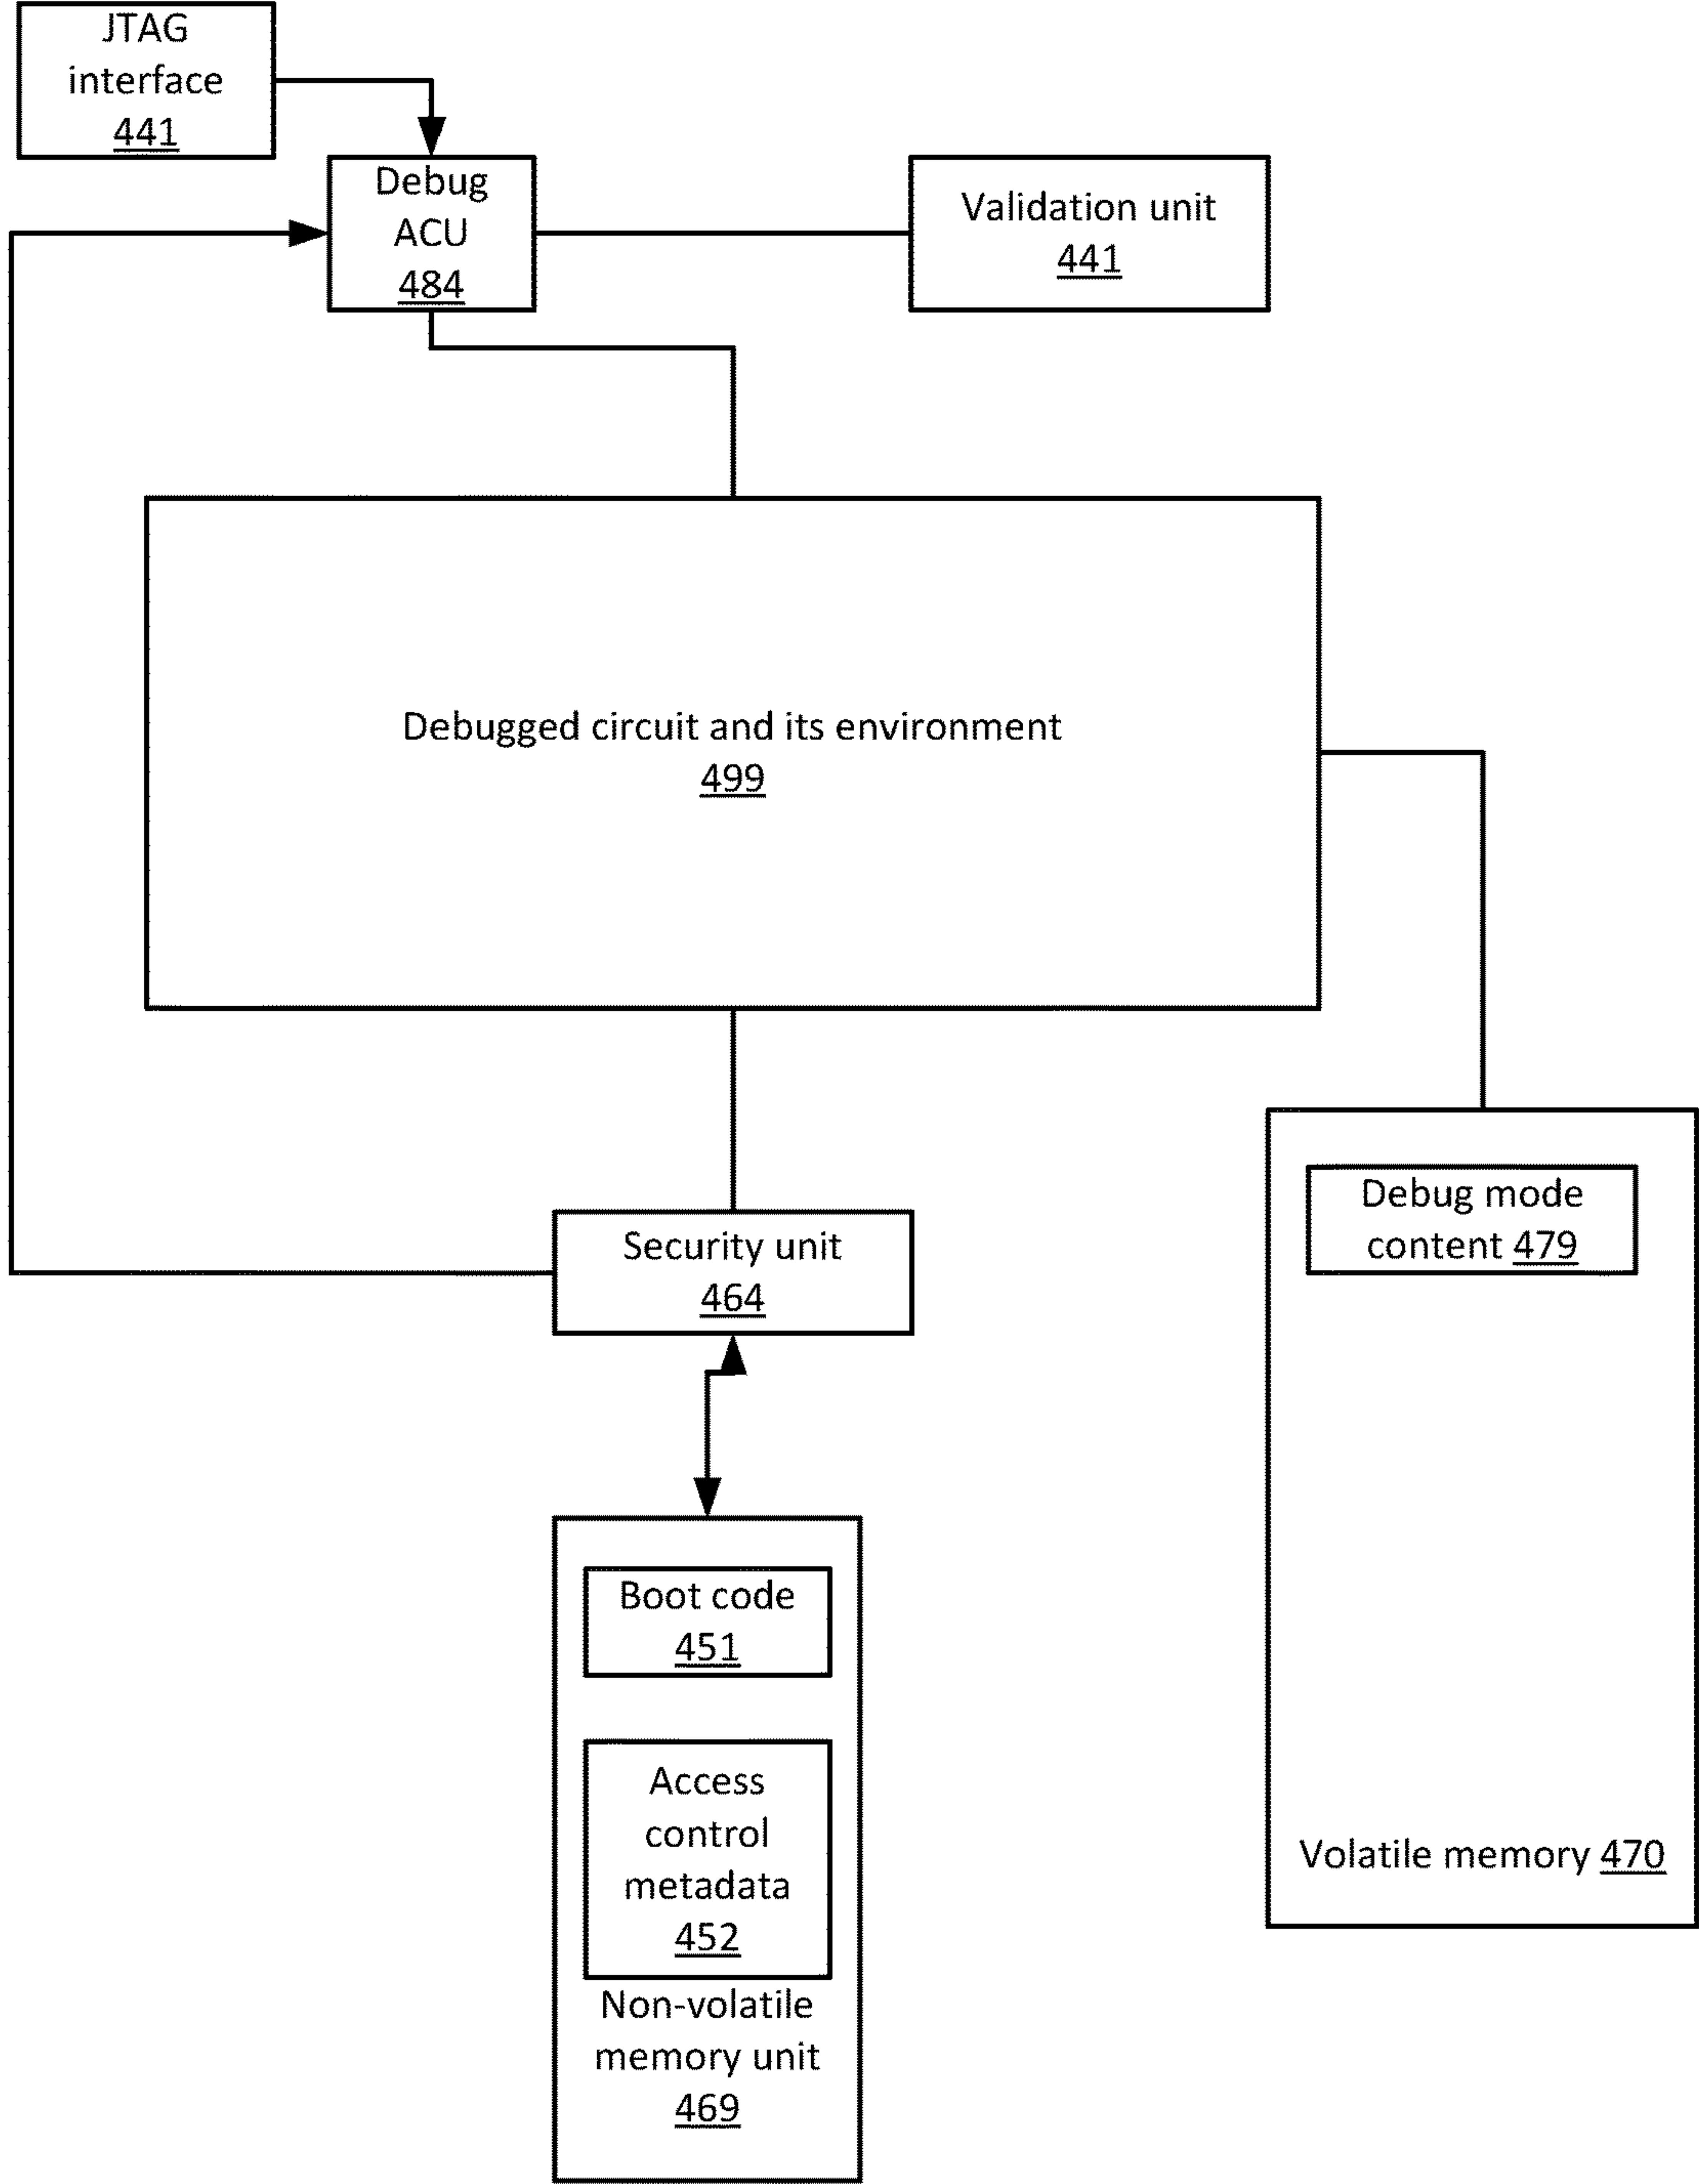 JTAG
interface
441
Debug
ACU
484
Validation unit
441
Debugged circuit and its environment
499
Security unit
464
Debug mode
content 479
Boot code
451
Access
control
metadata
452
Volatile memory 470
Non-volatile
memory unit
469